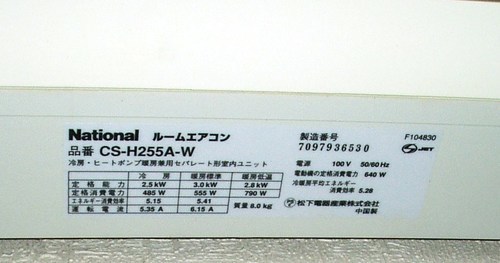 National ルームエアコン
品番 CS-H255A-W
冷房・ヒートポンプ暖房兼用セパレート形室内ユニット
冷房 暖房標準 暖房低温
定格能力 2.5kW 3.0kW 2.8kW
定格消費電力 485W 555W 790W
エネルギー消費効率 5.15 5.41
運転電流 5.35A 6.15A 質量 8.0kg
製造番号 F104830
7097936530 JET
電源 100V 50/60Hz
電動機の定格消費電力 640W
冷暖房平均エネルギー
消費効率 5.28
松下電器産業株式会社
中国製